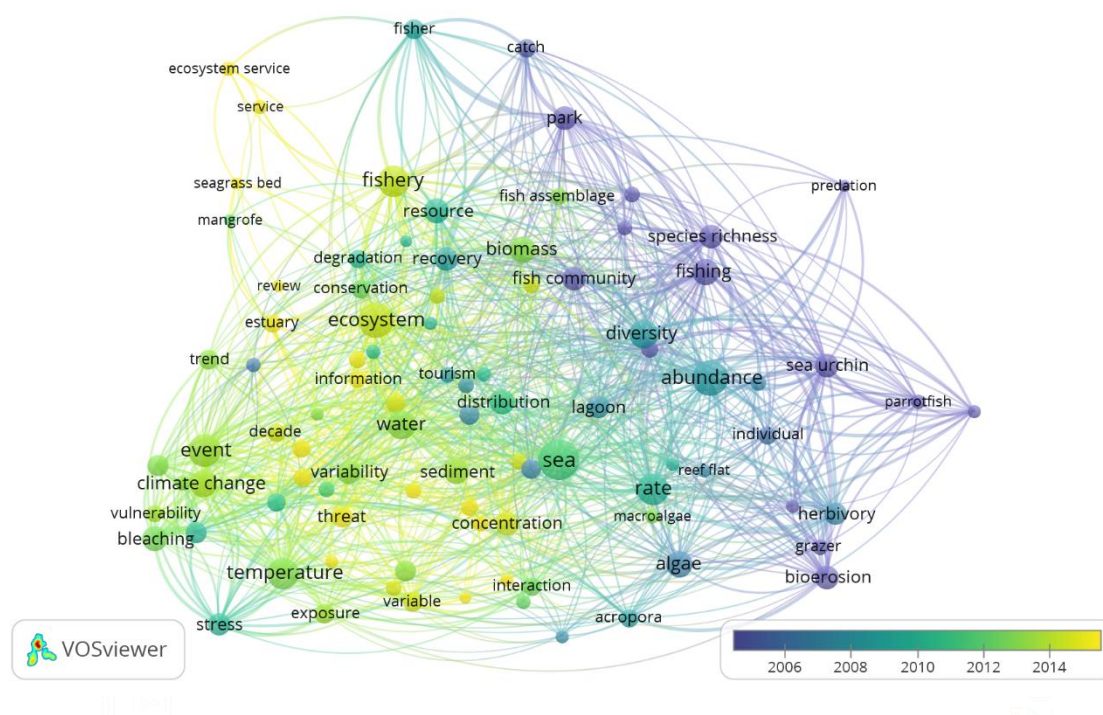 fisher
catch
ecosystem service
service
park
fishery
seagrass bed
fish assemblage
predation
resource
mangrofe
species richness
biomass
degradation
recovery
fish community
fishing
conservation
review
ecosystem
estuary
diversity
trend
sea urchin
information
tourism
abundance
distribution
lagoon
parrotfish
water
decade
individual
event
sea
variability
sediment
reef flat
climate change
rate
vulnerability
threat
concentration
macroalgae
herbivory
bleaching
grazer
temperature
algae
bioerosion
interaction
variable
exposure
acropora
stress
VOSviewer
2006 2008 2010 2012 2014